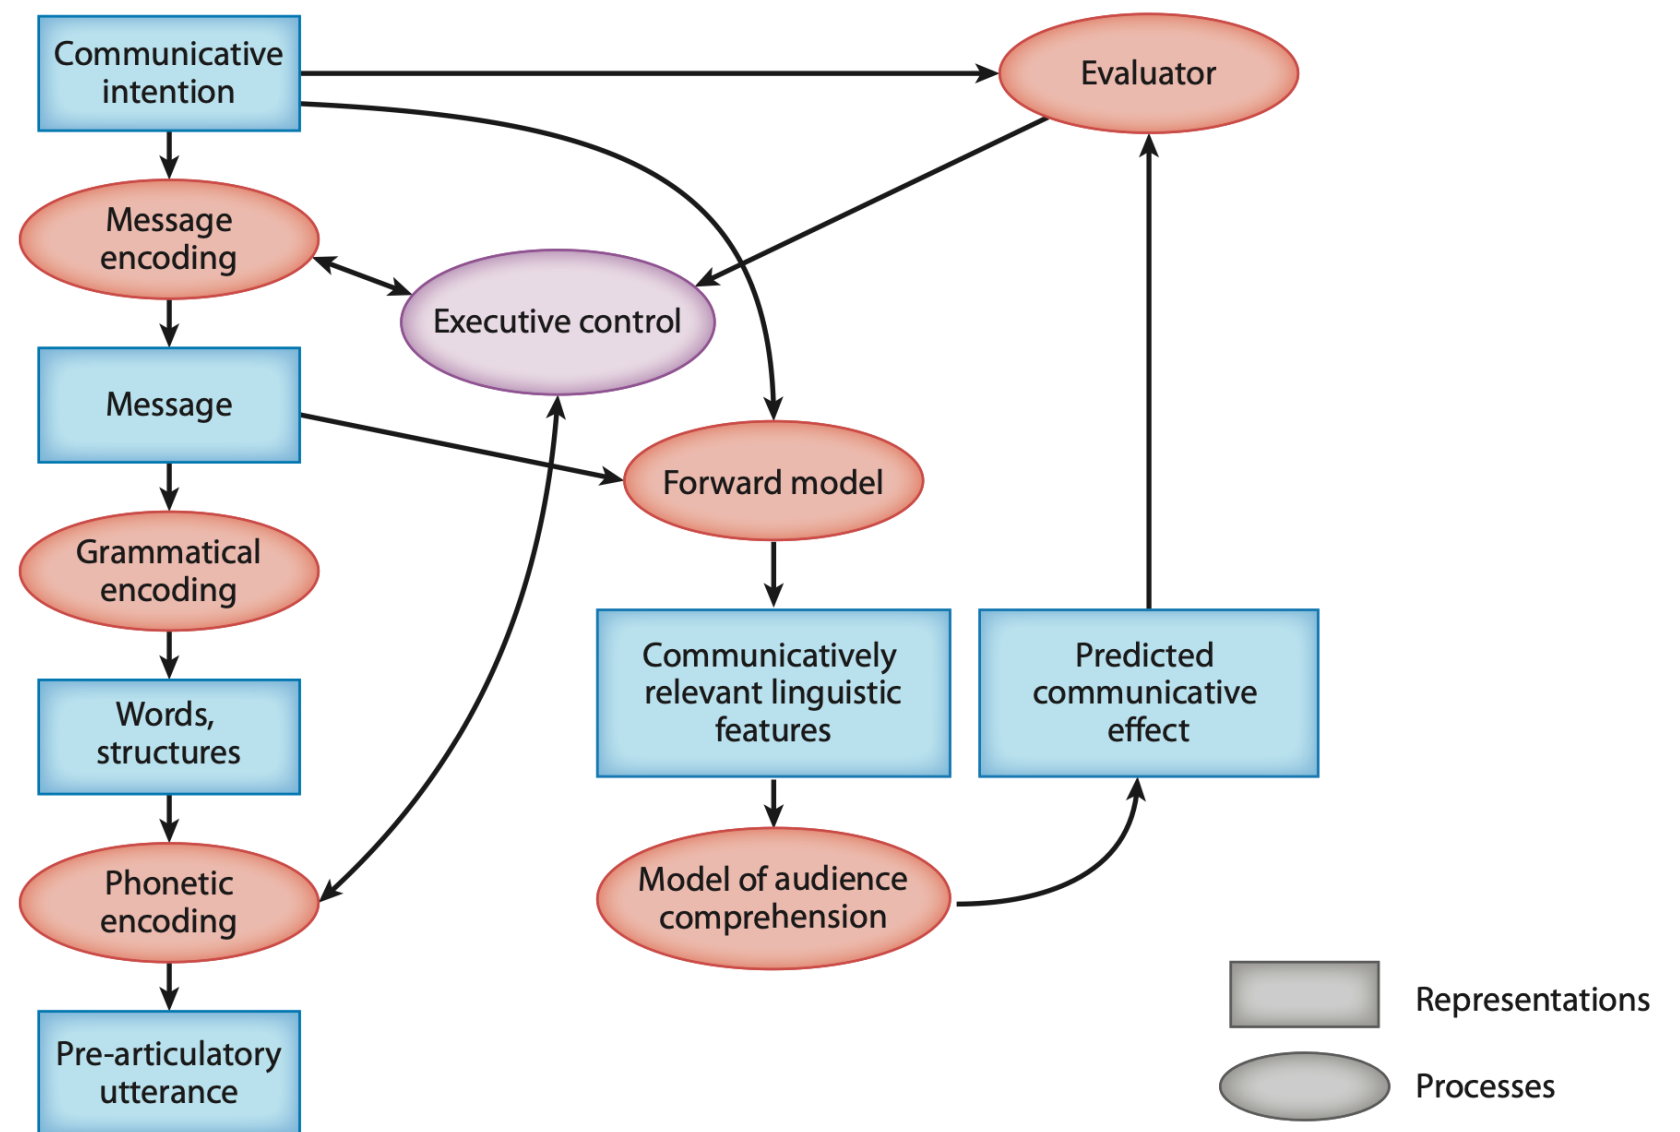 Communicative
intention
Evaluator
Message
encoding
Executive control
Message
Forward model
Grammatical
encoding
Communicatively
relevant linguistic
features
Predicted
communicative
effect
Words,
structures
Phonetic
encoding
Model of audience
comprehension
Representations
Pre-articulatory
utterance
Processes